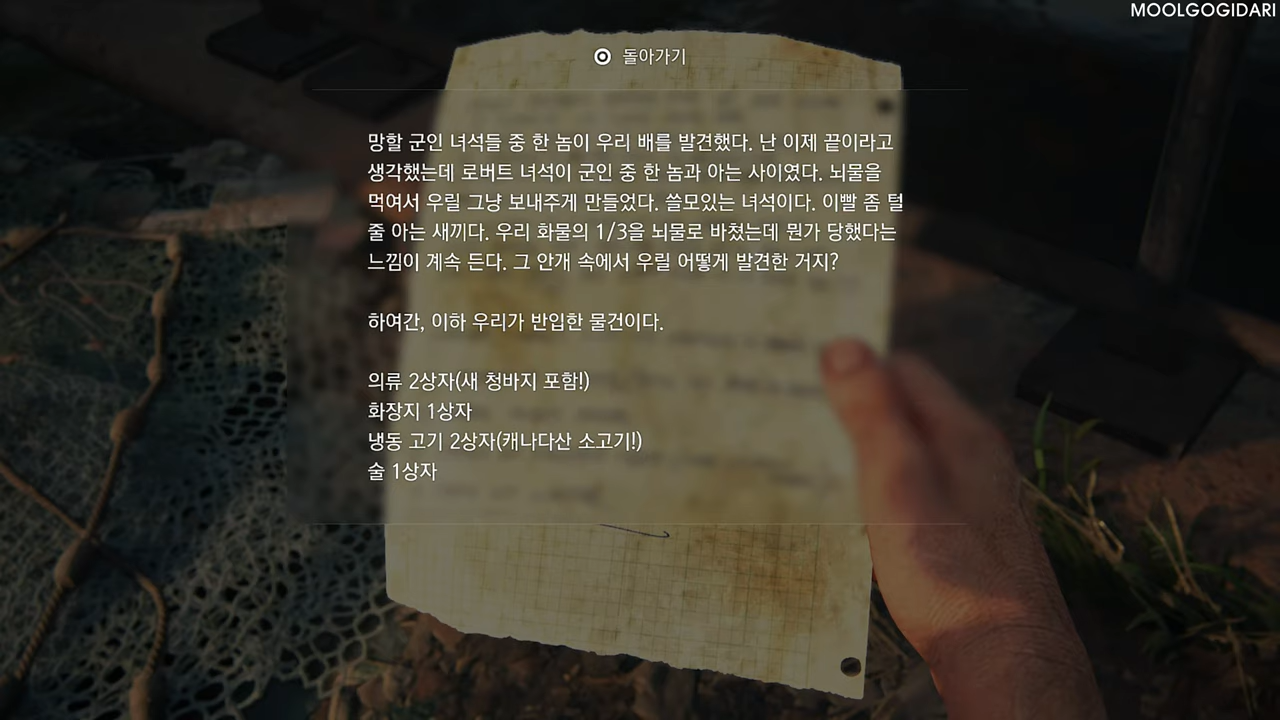 MOOLGOGIDARI
돌아가기
망할 군인 녀석들 중 한 놈이 우리 배를 발견했다. 난 이제 끝이라고
생각했는데 로버트 녀석이 군인 중 한 놈과 아는 사이였다. 뇌물을
먹여서 우릴 그냥 보내주게 만들었다. 쓸모있는 녀석이다. 이빨 좀 털
줄 아는 새끼다. 우리 화물의 1/3을 뇌물로 바쳤는데 뭔가 당했다는
느낌이 계속 든다. 그 안개 속에서 우릴 어떻게 발견한 거지?
하여간, 이하 우리가 반입한 물건이다.
의류 2상자(새 청바지 포함!)
화장지 1상자
냉동 고기 2상자(캐나다산 소고기!)
술 1상자